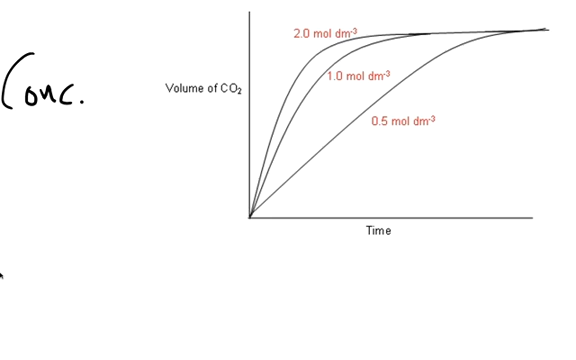 2.0 mol dm-3
1.0 mol dm-3
Volume of CO2
Conc.
0.5 mol dm-3
Time